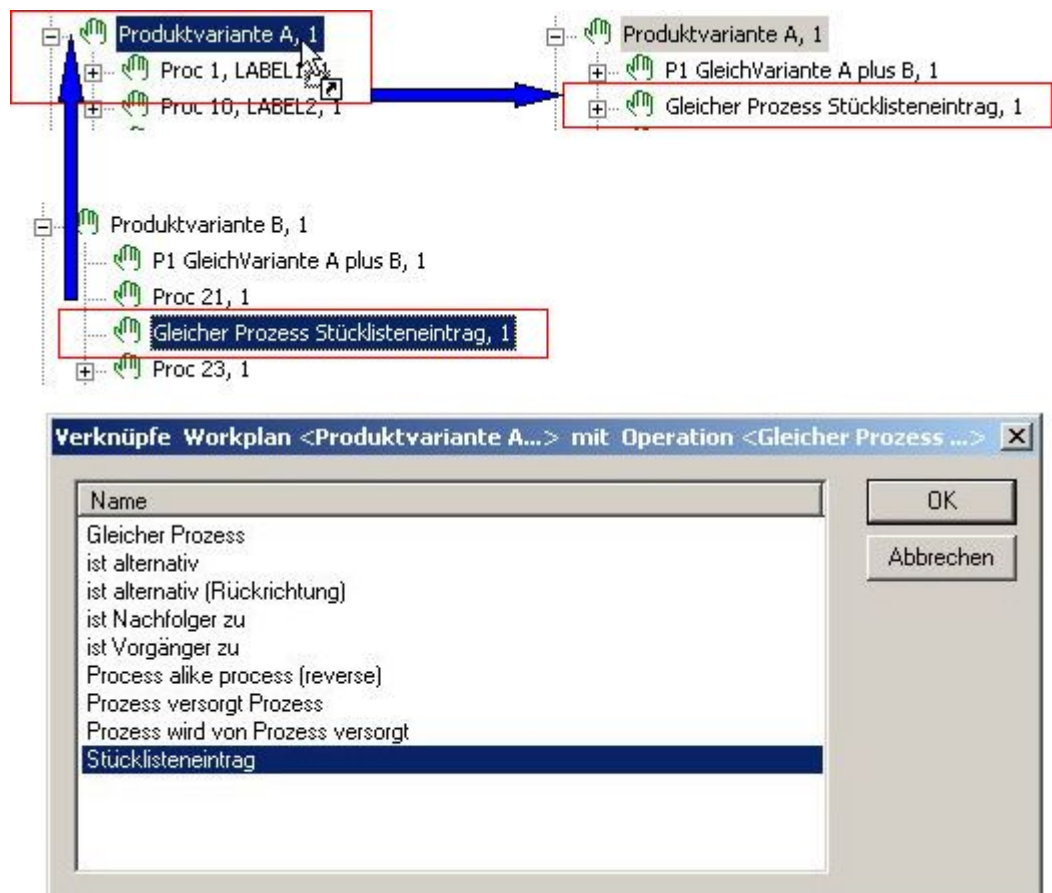 Produktvariante A, 1
Proc 1, LABEL1, 1
Proc 10, LABEL2, 1
Produktvariante A, 1
P1 GleichVariante A plus B, 1
Gleicher Prozess Stücklisteneintrag, 1
Produktvariante B, 1
P1 GleichVariante A plus B, 1
Proc 21, 1
Gleicher Prozess Stücklisteneintrag, 1
Proc 23, 1
Verknüpfe Workplan <Produktvariante A...> mit Operation <Gleicher Prozess ...>
Name
OK
Abbrechen
Gleicher Prozess
ist alternativ
ist alternativ (Rückrichtung)
ist Nachfolger zu
ist Vorgänger zu
Process alike process (reverse)
Prozess versorgt Prozess
Prozess wird von Prozess versorgt
Stücklisteneintrag